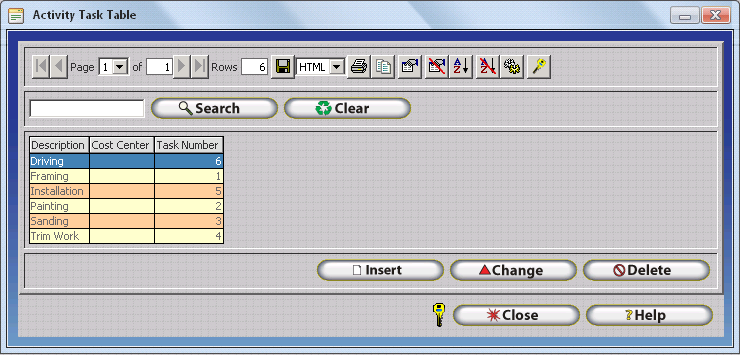 Activity Task Table
Page 1 of 1 Rows 6 HTML
Search Clear
Description Cost Center Task Number
Driving 6
Framing 1
Installation 5
Painting 2
Sanding 3
Trim Work 4
Insert Change Delete
Close ?Help